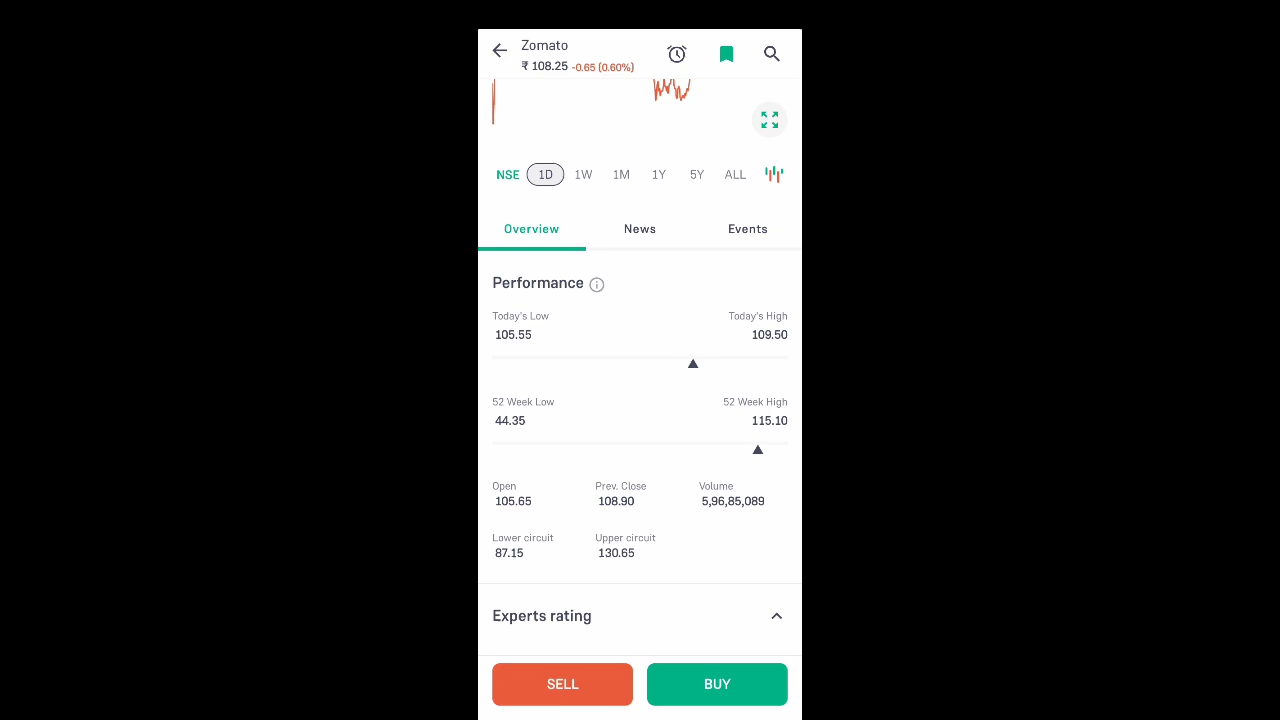 Zomato
₹ 108.25 -0.65 (0.60%)
NSE 1D 1W 1M 1Y 5Y ALL
Overview News Events
Performance
Today's Low Today's High
105.55 109.50
52 Week Low 52 Week High
44.35 115.10
Open Prev. Close Volume
105.65 108.90 5,96,85,089
Lower circuit Upper circuit
87.15 130.65
Experts rating
SELL BUY